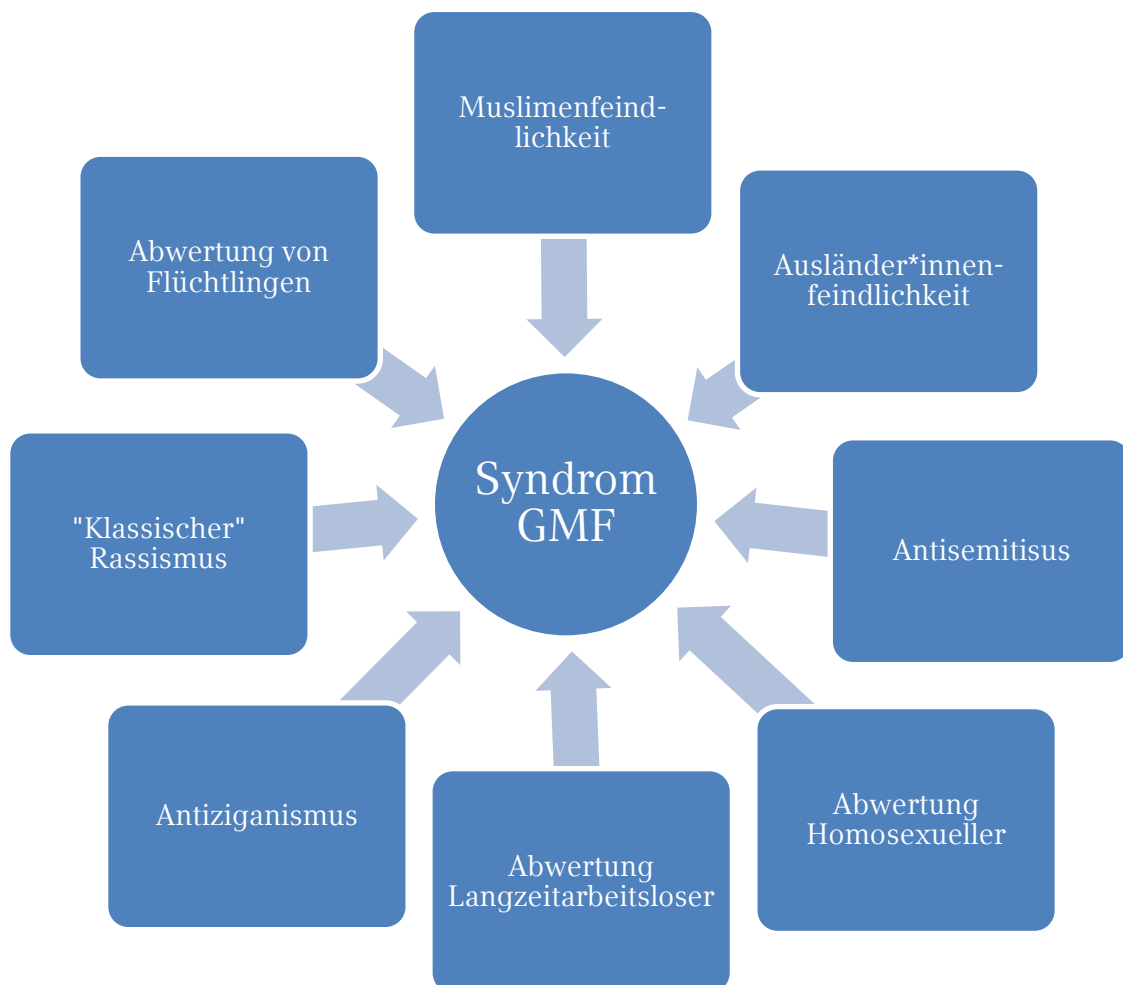 Muslimenfeind-
lichkeit
Ausländer*innen-
feindlichkeit
Antisemitisus
Abwertung
Homosexueller
Abwertung
Langzeitarbeitsloser
Antiziganismus
"Klassischer"
Rassismus
Abwertung von
Flüchtlingen
Syndrom
GMF